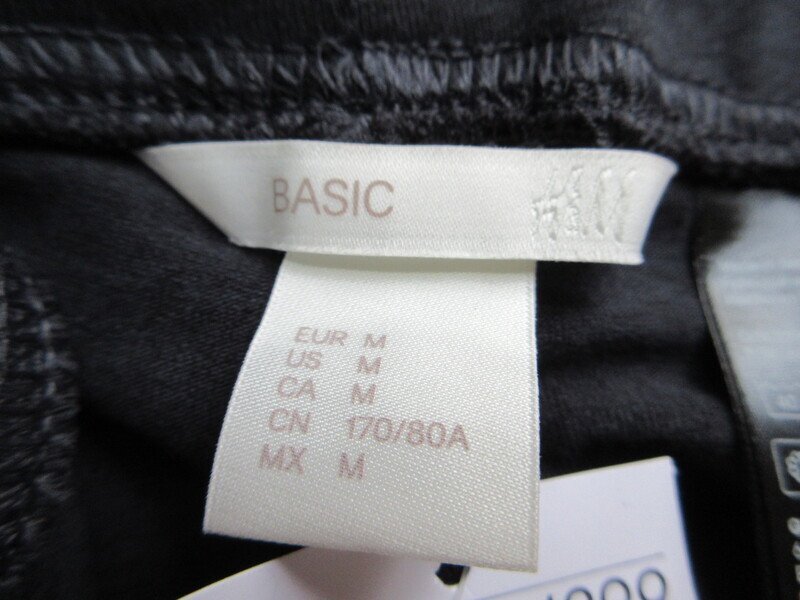 BASIC H&M
EUR M
US M
CA M
CN 170/80A
MX M